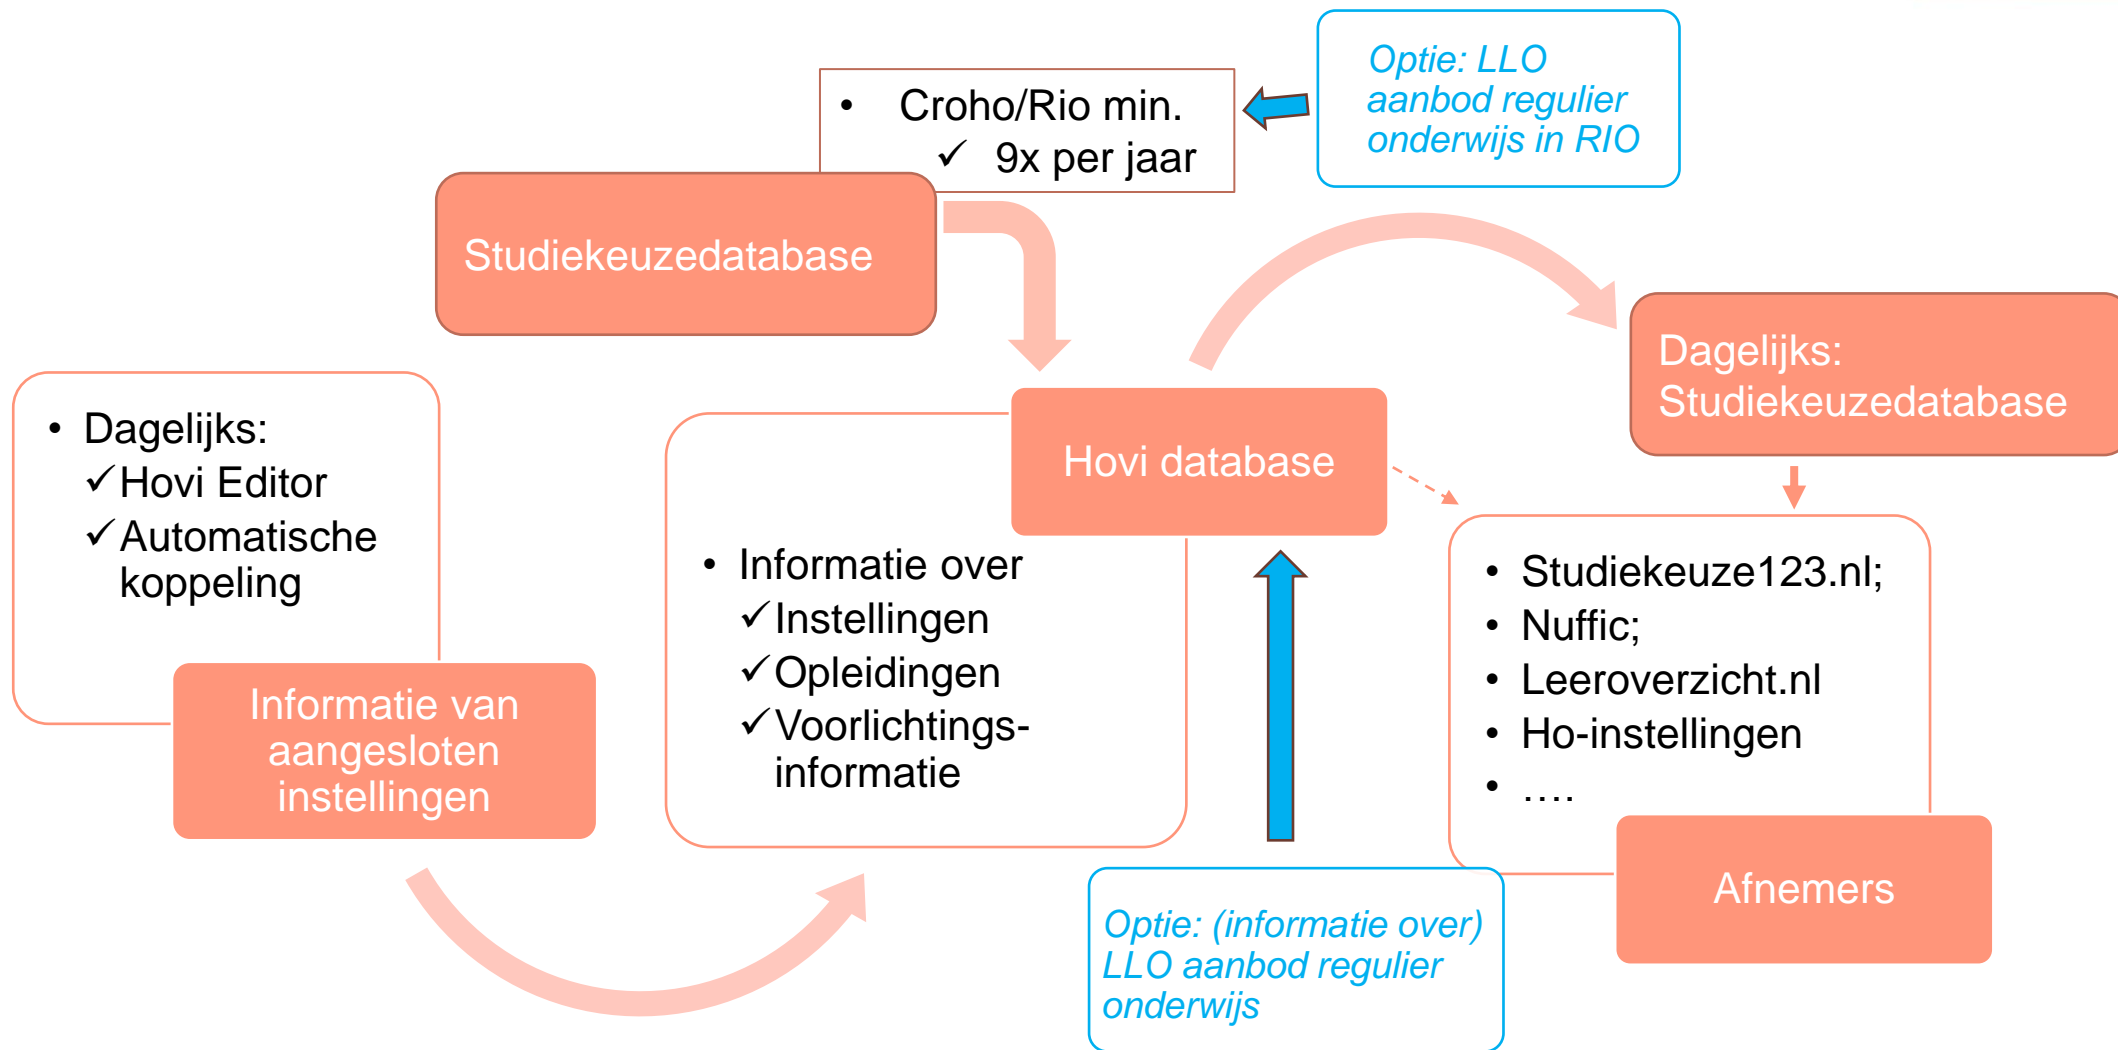 Optie: LLO
aanbod regulier
onderwijs in RIO
• Croho/Rio min.
✓ 9x per jaar
Studiekeuzedatabase
Dagelijks:
Studiekeuzedatabase
• Dagelijks:
✓Hovi Editor
✓Automatische
koppeling
Informatie van
aangesloten
instellingen
Hovi database
• Informatie over
✓Instellingen
✓Opleidingen
✓Voorlichtings-
informatie
• Studiekeuze123.nl;
• Nuffic;
• Leeroverzicht.nl
• Ho-instellingen
• ….
Afnemers
Optie: (informatie over)
LLO aanbod regulier
onderwijs